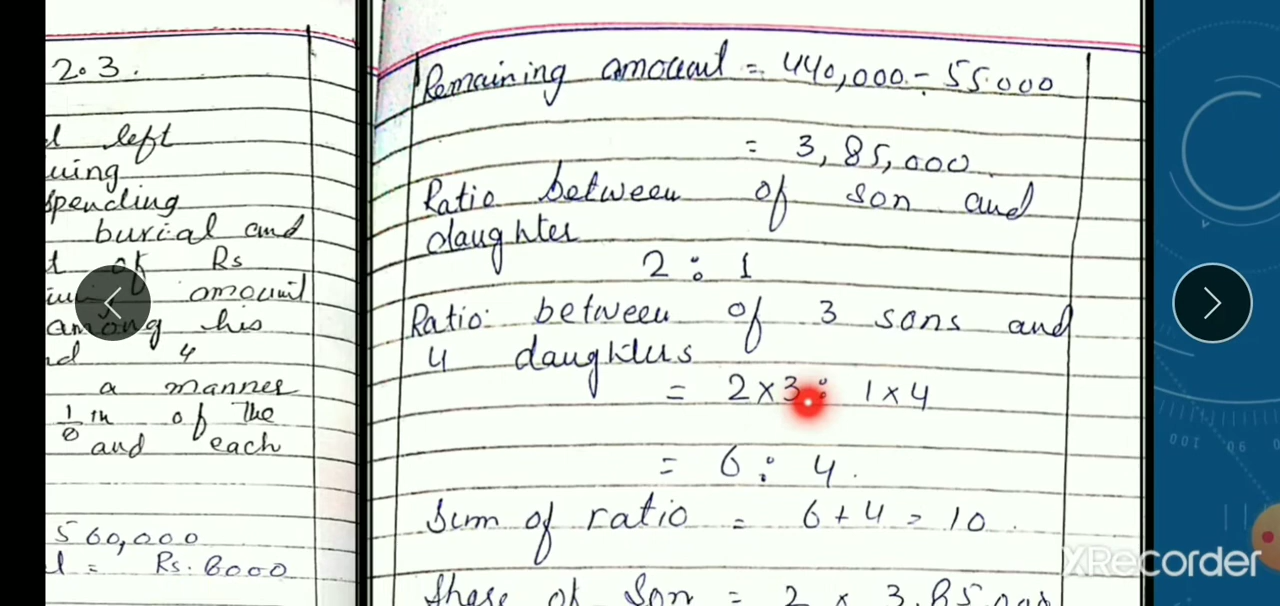 2.3.
left
spending
burial and
of Rs
amount
among his
4
a manner
1/8 th of the
and each
560,000
= Rs. 8000
Remaining amount = 440,000 - 55.000
= 3,85,000
Ratio between of son and
daughter
2 : 1
Ratio between of 3 sons and
4 daughters
= 2 x 3 : 1 x 4
= 6 : 4.
Sum of ratio = 6 + 4 = 10.
Share of Son = 2 x 3,85,000
XRecorder